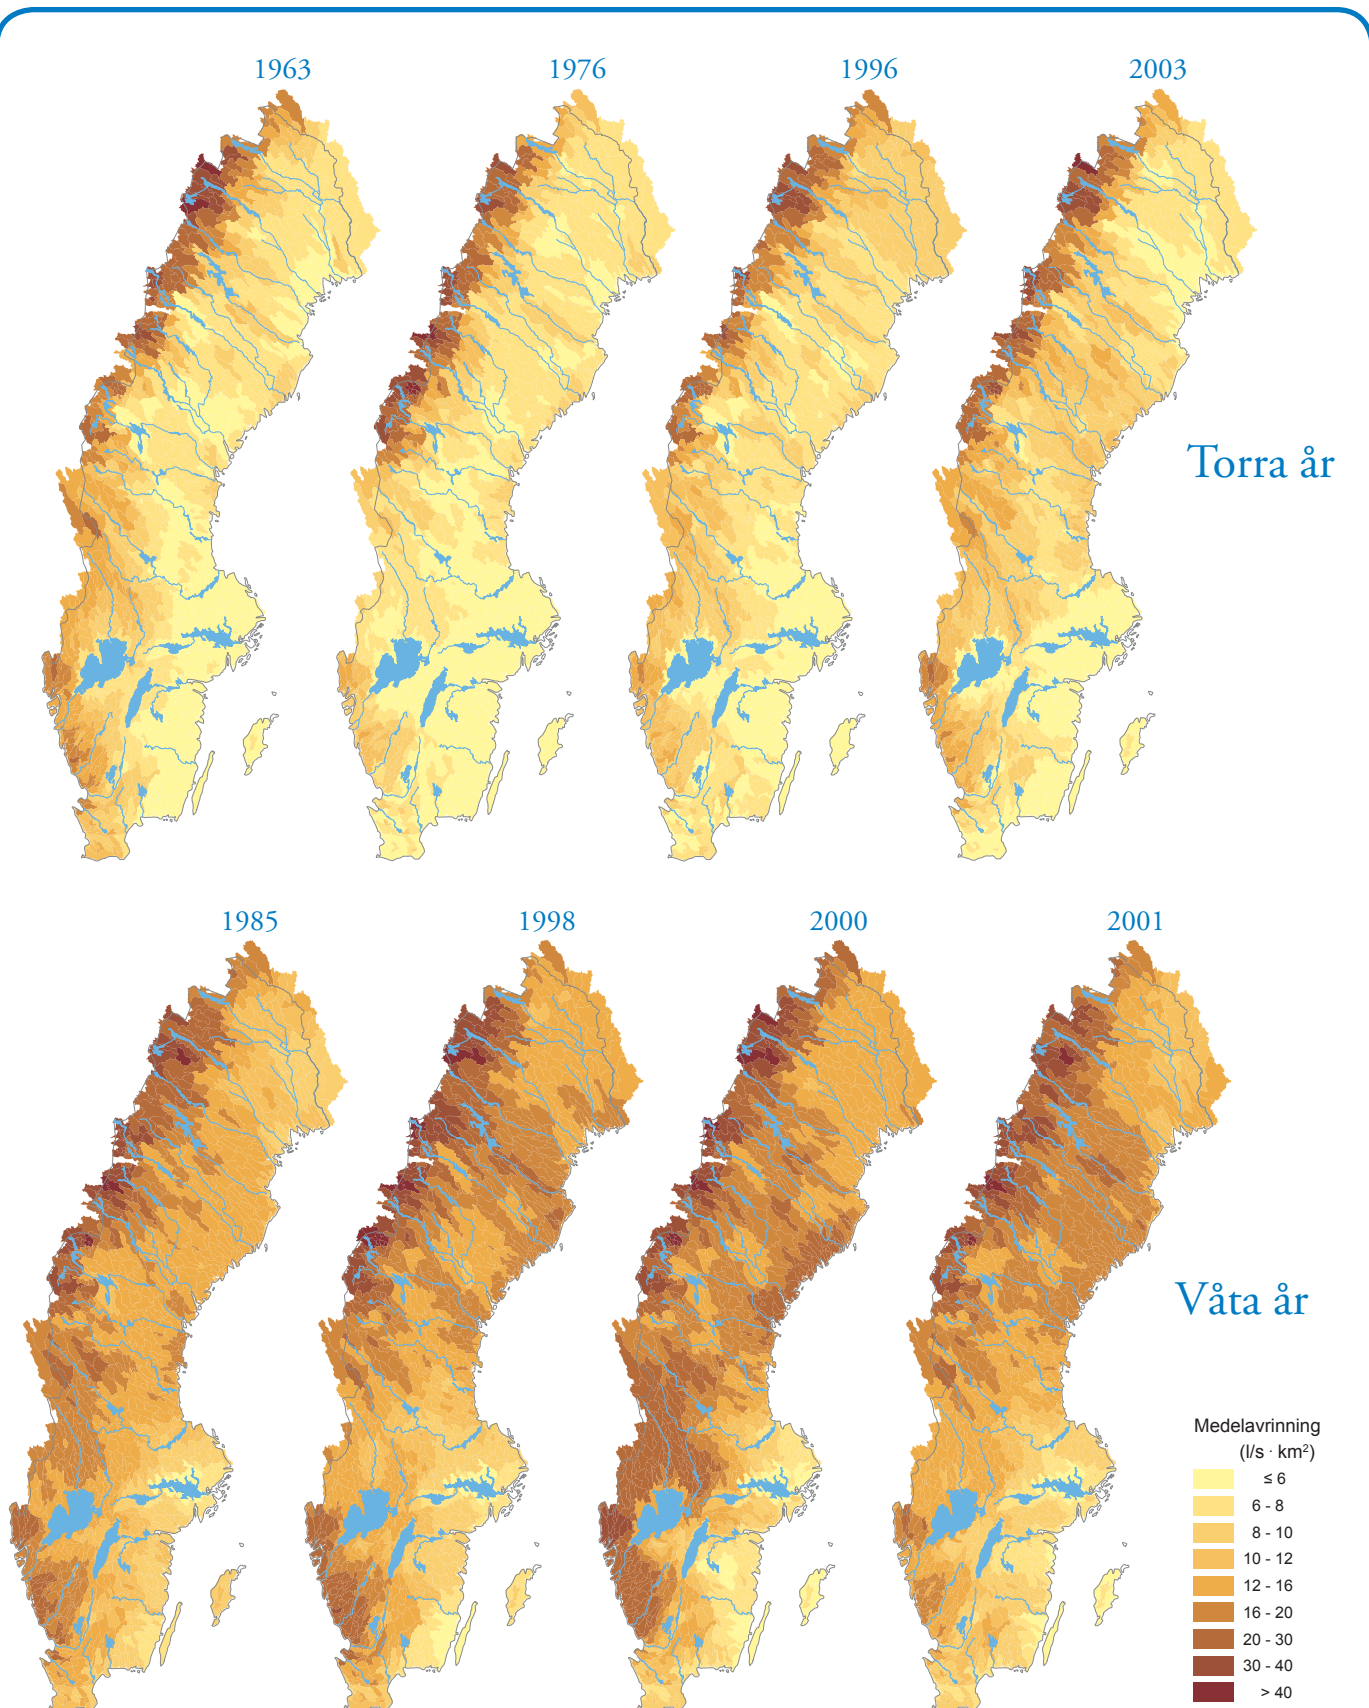 1963
1976
1996
2003
Torra år
1985
1998
2000
2001
Våta år
Medelavrinning
(l/s · km²)
≤ 6
6 - 8
8 - 10
10 - 12
12 - 16
16 - 20
20 - 30
30 - 40
> 40